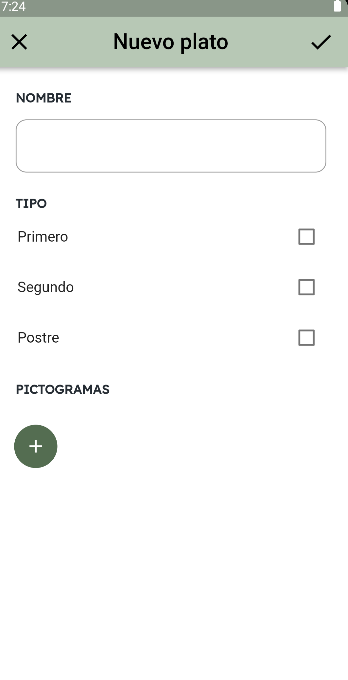 7:24
Nuevo plato
NOMBRE
TIPO
Primero
Segundo
Postre
PICTOGRAMAS